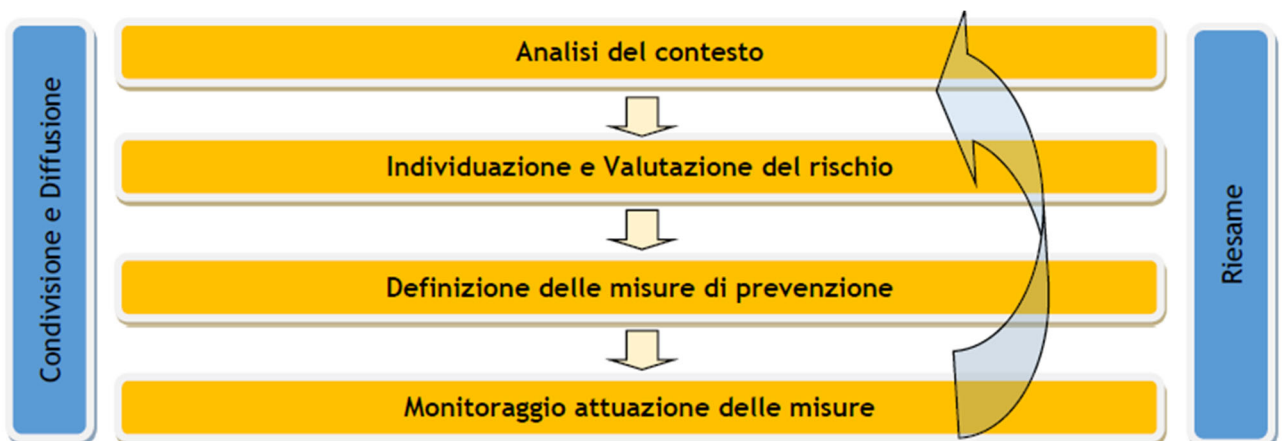 Condivisione e Diffusione
Analisi del contesto
Individuazione e Valutazione del rischio
Definizione delle misure di prevenzione
Monitoraggio attuazione delle misure
Riesame